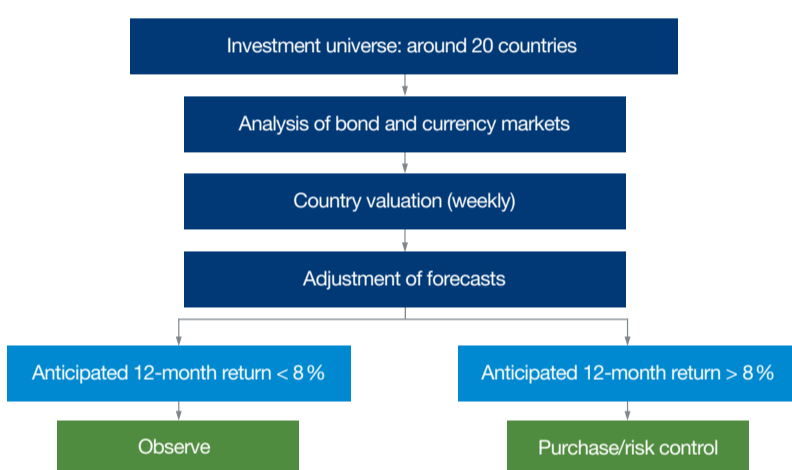 Investment universe: around 20 countries
Analysis of bond and currency markets
Country valuation (weekly)
Adjustment of forecasts
Anticipated 12-month return < 8 %
Anticipated 12-month return > 8 %
Observe
Purchase/risk control